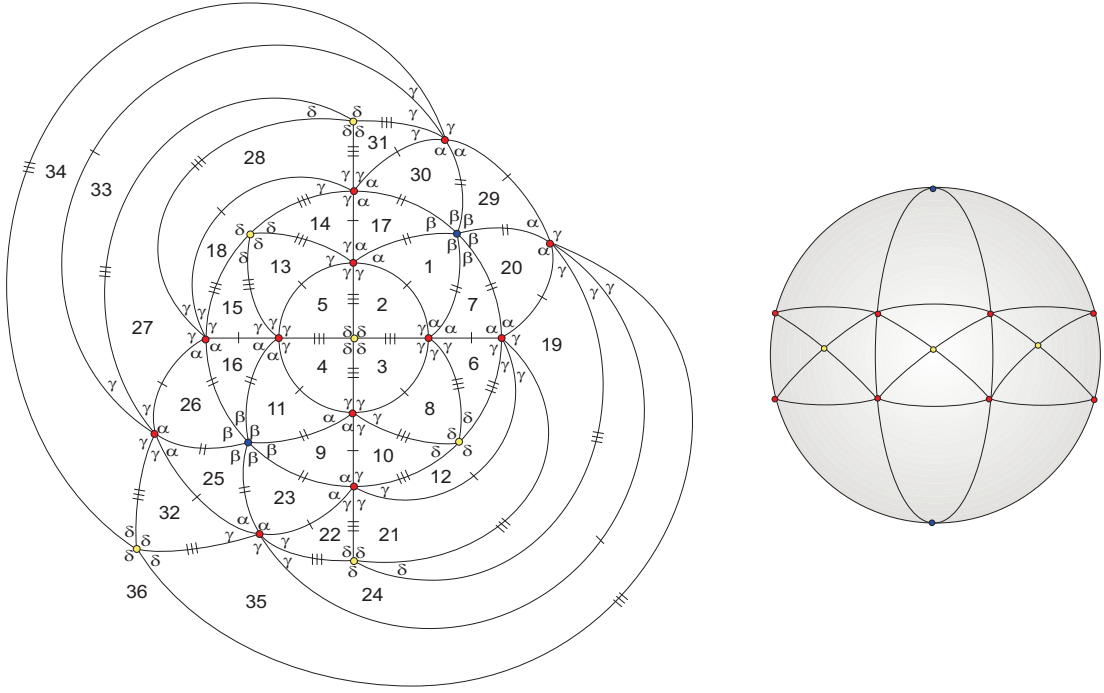 γ
δ δ
γ
δ δ 31 γ γ
α α
34 28
33 γ γ α 30 29
γ γ α
β β β α γ
δ δ 14 17 β β α
δ γ α 1 20 γ
18 13 γ γ α γ γ
15 5 2 7
γ γ γ α γ δ δ α α α α 19
27 γ α α γ δ δ γ γ 6 γ γ
16 4 3 γ
γ 26 11 γ γ 8 δ
γ α β β α α γ γ δ δ
γ γ α β β β 9 10 12
25 23 α α γ γ
32 α α γ γ
δ δ γ γ γ 22 δ δ 21
δ δ γ δ δ
36 35 24